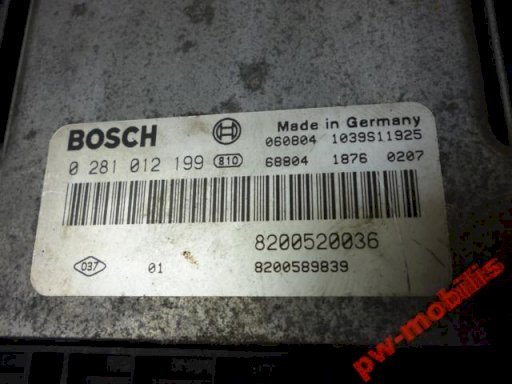 BOSCH
Made in Germany
060804 1039S11925
0 281 012 199 810
68804 1876 0207
8200520036
037 01 8200589839
pw-mobilis